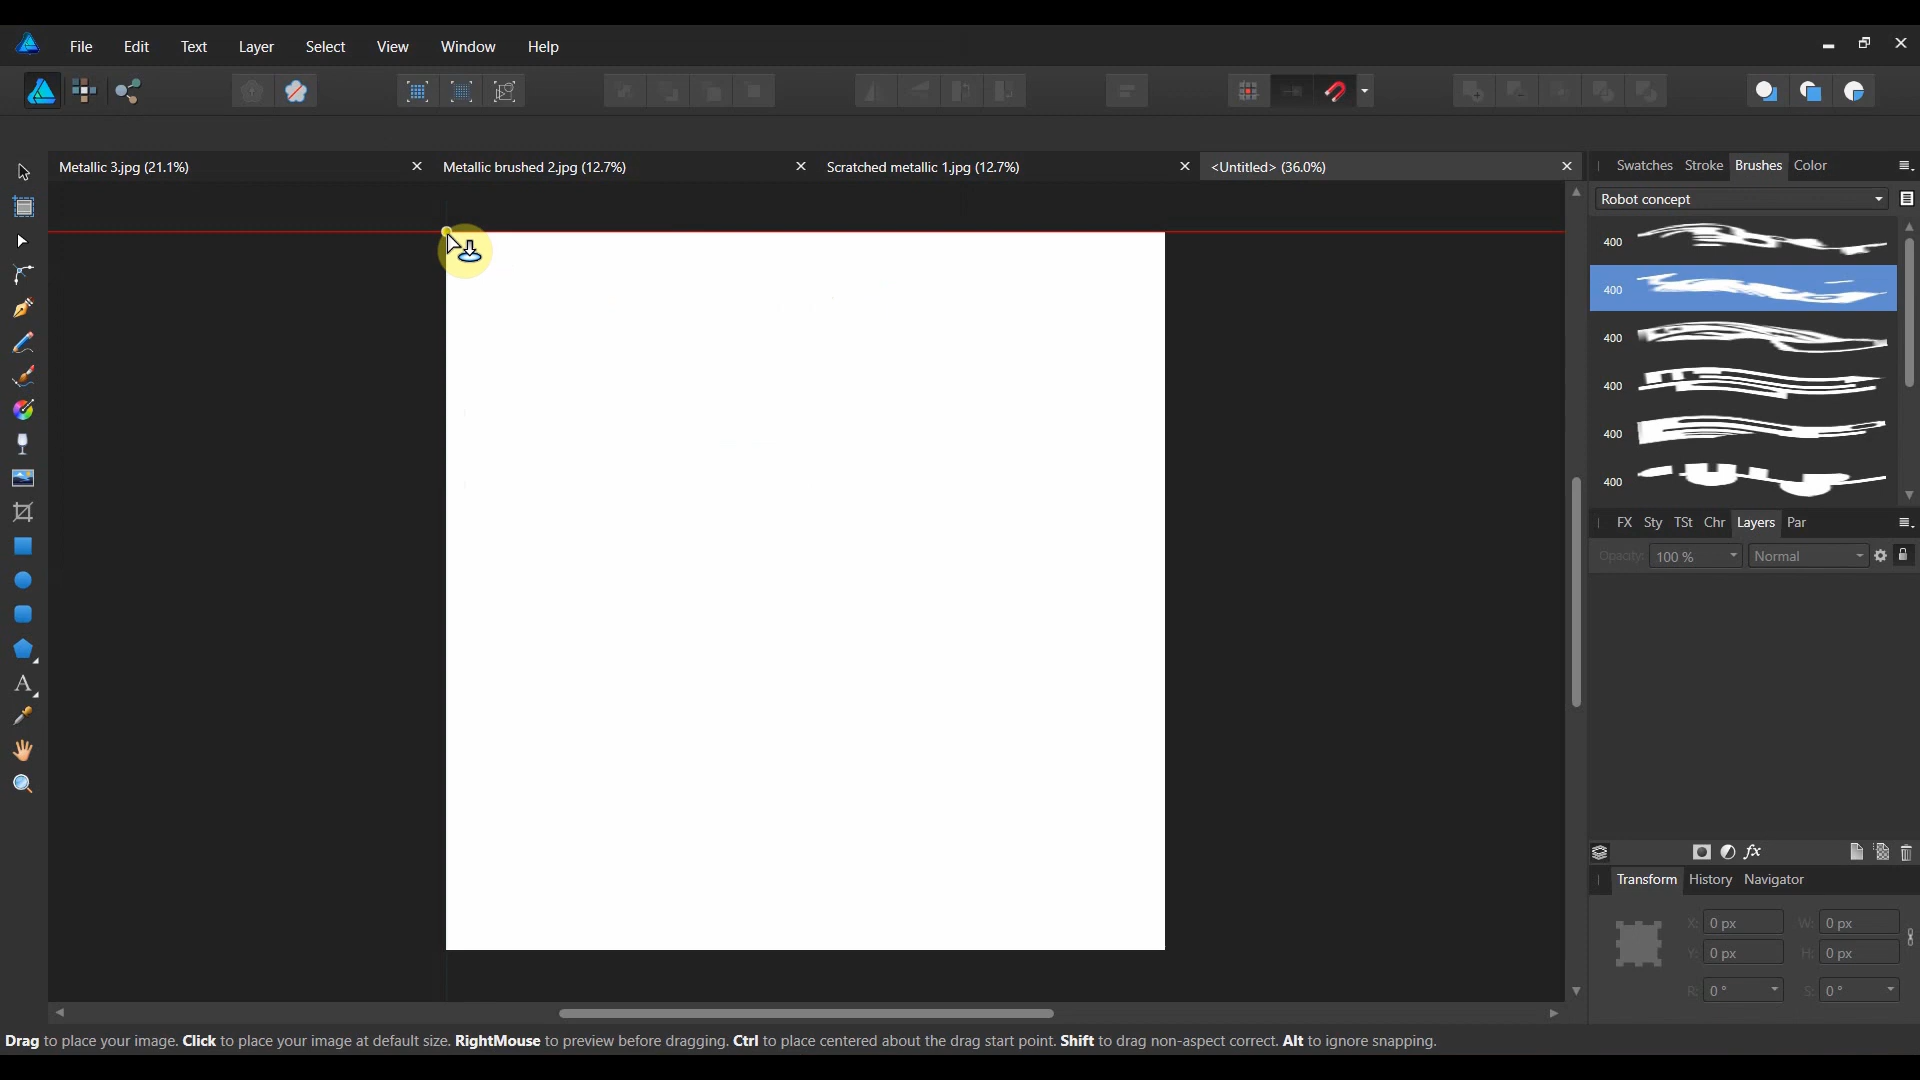 File Edit Text Layer Select View Window Help
Metallic 3.jpg (21.1%) Metallic brushed 2.jpg (12.7%) Scratched metallic 1.jpg (12.7%) <Untitled> (36.0%)
Swatches Stroke Brushes Color
Robot concept
400
400
400
400
400
400
FX Sty TSt Chr Layers Par
Opacity: 100 % Normal
Transform History Navigator
X: 0 px W: 0 px
Y: 0 px H: 0 px
R: 0 ° S: 0 °
Drag to place your image. Click to place your image at default size. RightMouse to preview before dragging. Ctrl to place centered about the drag start point. Shift to drag non-aspect correct. Alt to ignore snapping.